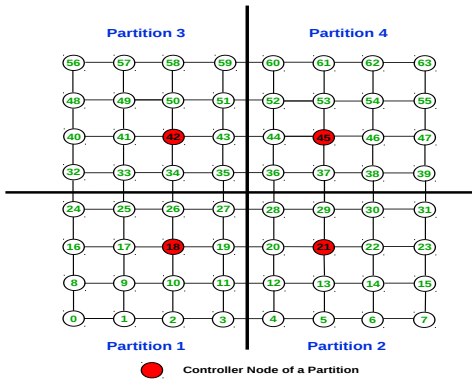 Partition 3 Partition 4
56 57 58 59 60 61 62 63
48 49 50 51 52 53 54 55
40 41 42 43 44 45 46 47
32 33 34 35 36 37 38 39
24 25 26 27 28 29 30 31
16 17 18 19 20 21 22 23
8 9 10 11 12 13 14 15
0 1 2 3 4 5 6 7
Partition 1 Partition 2
Controller Node of a Partition